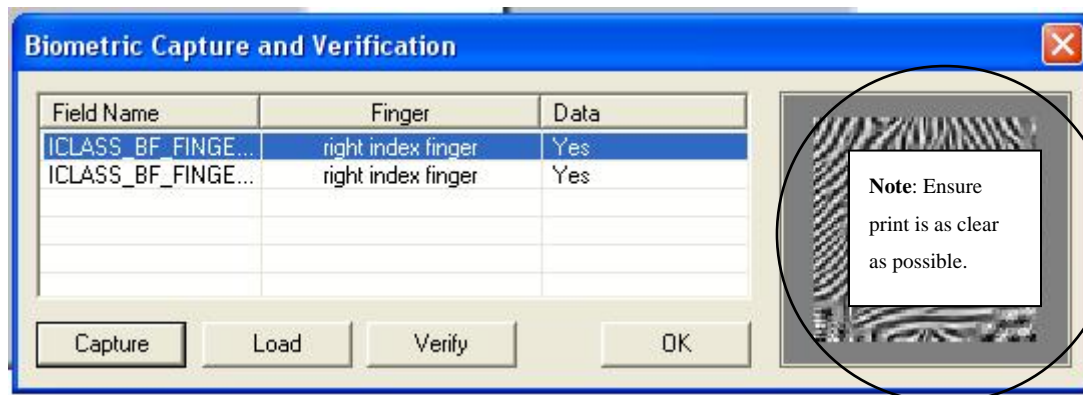 Biometric Capture and Verification
Field Name Finger Data
ICLASS_BF_FINGE... right index finger Yes
ICLASS_BF_FINGE... right index finger Yes
Note: Ensure
print is as clear
as possible.
Capture Load Verify OK